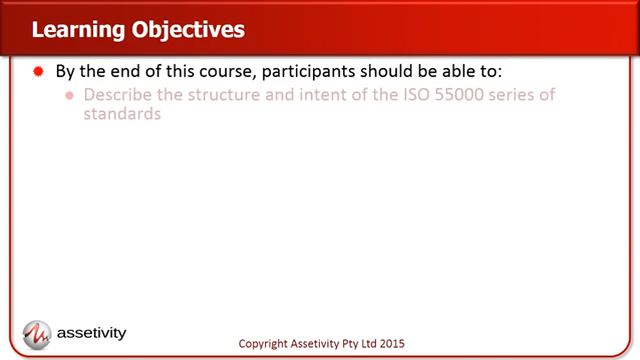 Learning Objectives
By the end of this course, participants should be able to:
Describe the structure and intent of the ISO 55000 series of
standards
assetivity
Copyright Assetivity Pty Ltd 2015